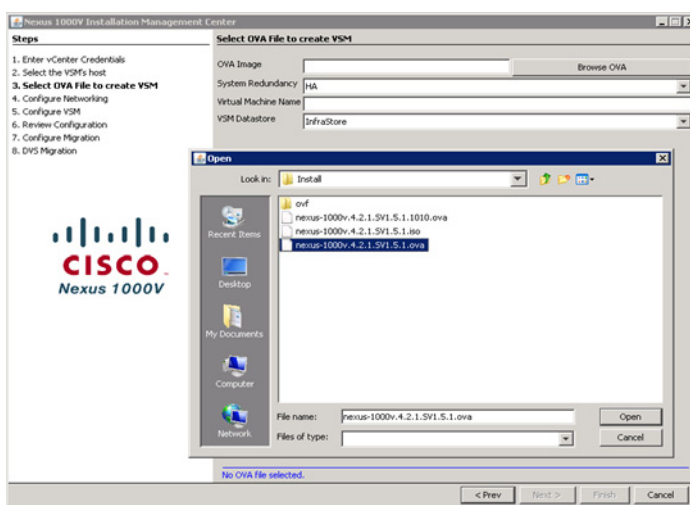 Nexus 1000V Installation Management Center
Steps
1. Enter vCenter Credentials
2. Select the VSM's host
3. Select OVA File to create VSM
4. Configure Networking
5. Configure VSM
6. Review Configuration
7. Configure Migration
8. DVS Migration
CISCO
Nexus 1000V
Select OVA File to create VSM
OVA Image
Browse OVA
System Redundancy HA
Virtual Machine Name
VSM Datastore InfraStore
Open
Look in: Install
ovf
nexus-1000v.4.2.1.SV1.5.1.1010.ova
nexus-1000v.4.2.1.SV1.5.1.iso
nexus-1000v.4.2.1.SV1.5.1.ova
Recent Items
Desktop
My Documents
Computer
Network
File name: nexus-1000v.4.2.1.SV1.5.1.ova Open
Files of type: Cancel
No OVA file selected.
< Prev Next > Finish Cancel